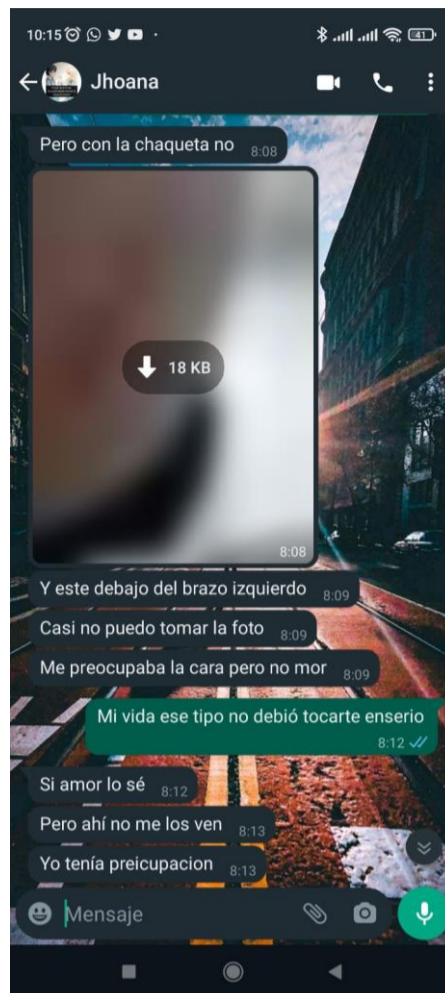 10:15
41
Jhoana
Pero con la chaqueta no 8:08
18 KB
8:08
Y este debajo del brazo izquierdo 8:09
Casi no puedo tomar la foto 8:09
Me preocupaba la cara pero no mor 8:09
Mi vida ese tipo no debió tocarte enserio
8:12
Si amor lo sé 8:12
Pero ahí no me los ven 8:13
Yo tenía preicupacion 8:13
Mensaje